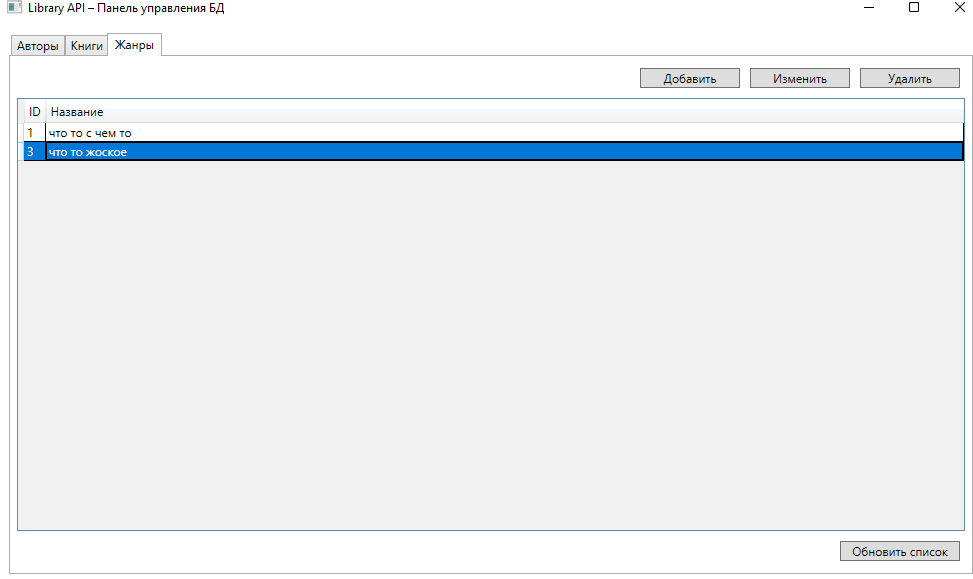 Library API – Панель управления БД
Авторы Книги Жанры
Добавить Изменить Удалить
ID Название
1 что то с чем то
3 что то жоское
Обновить список